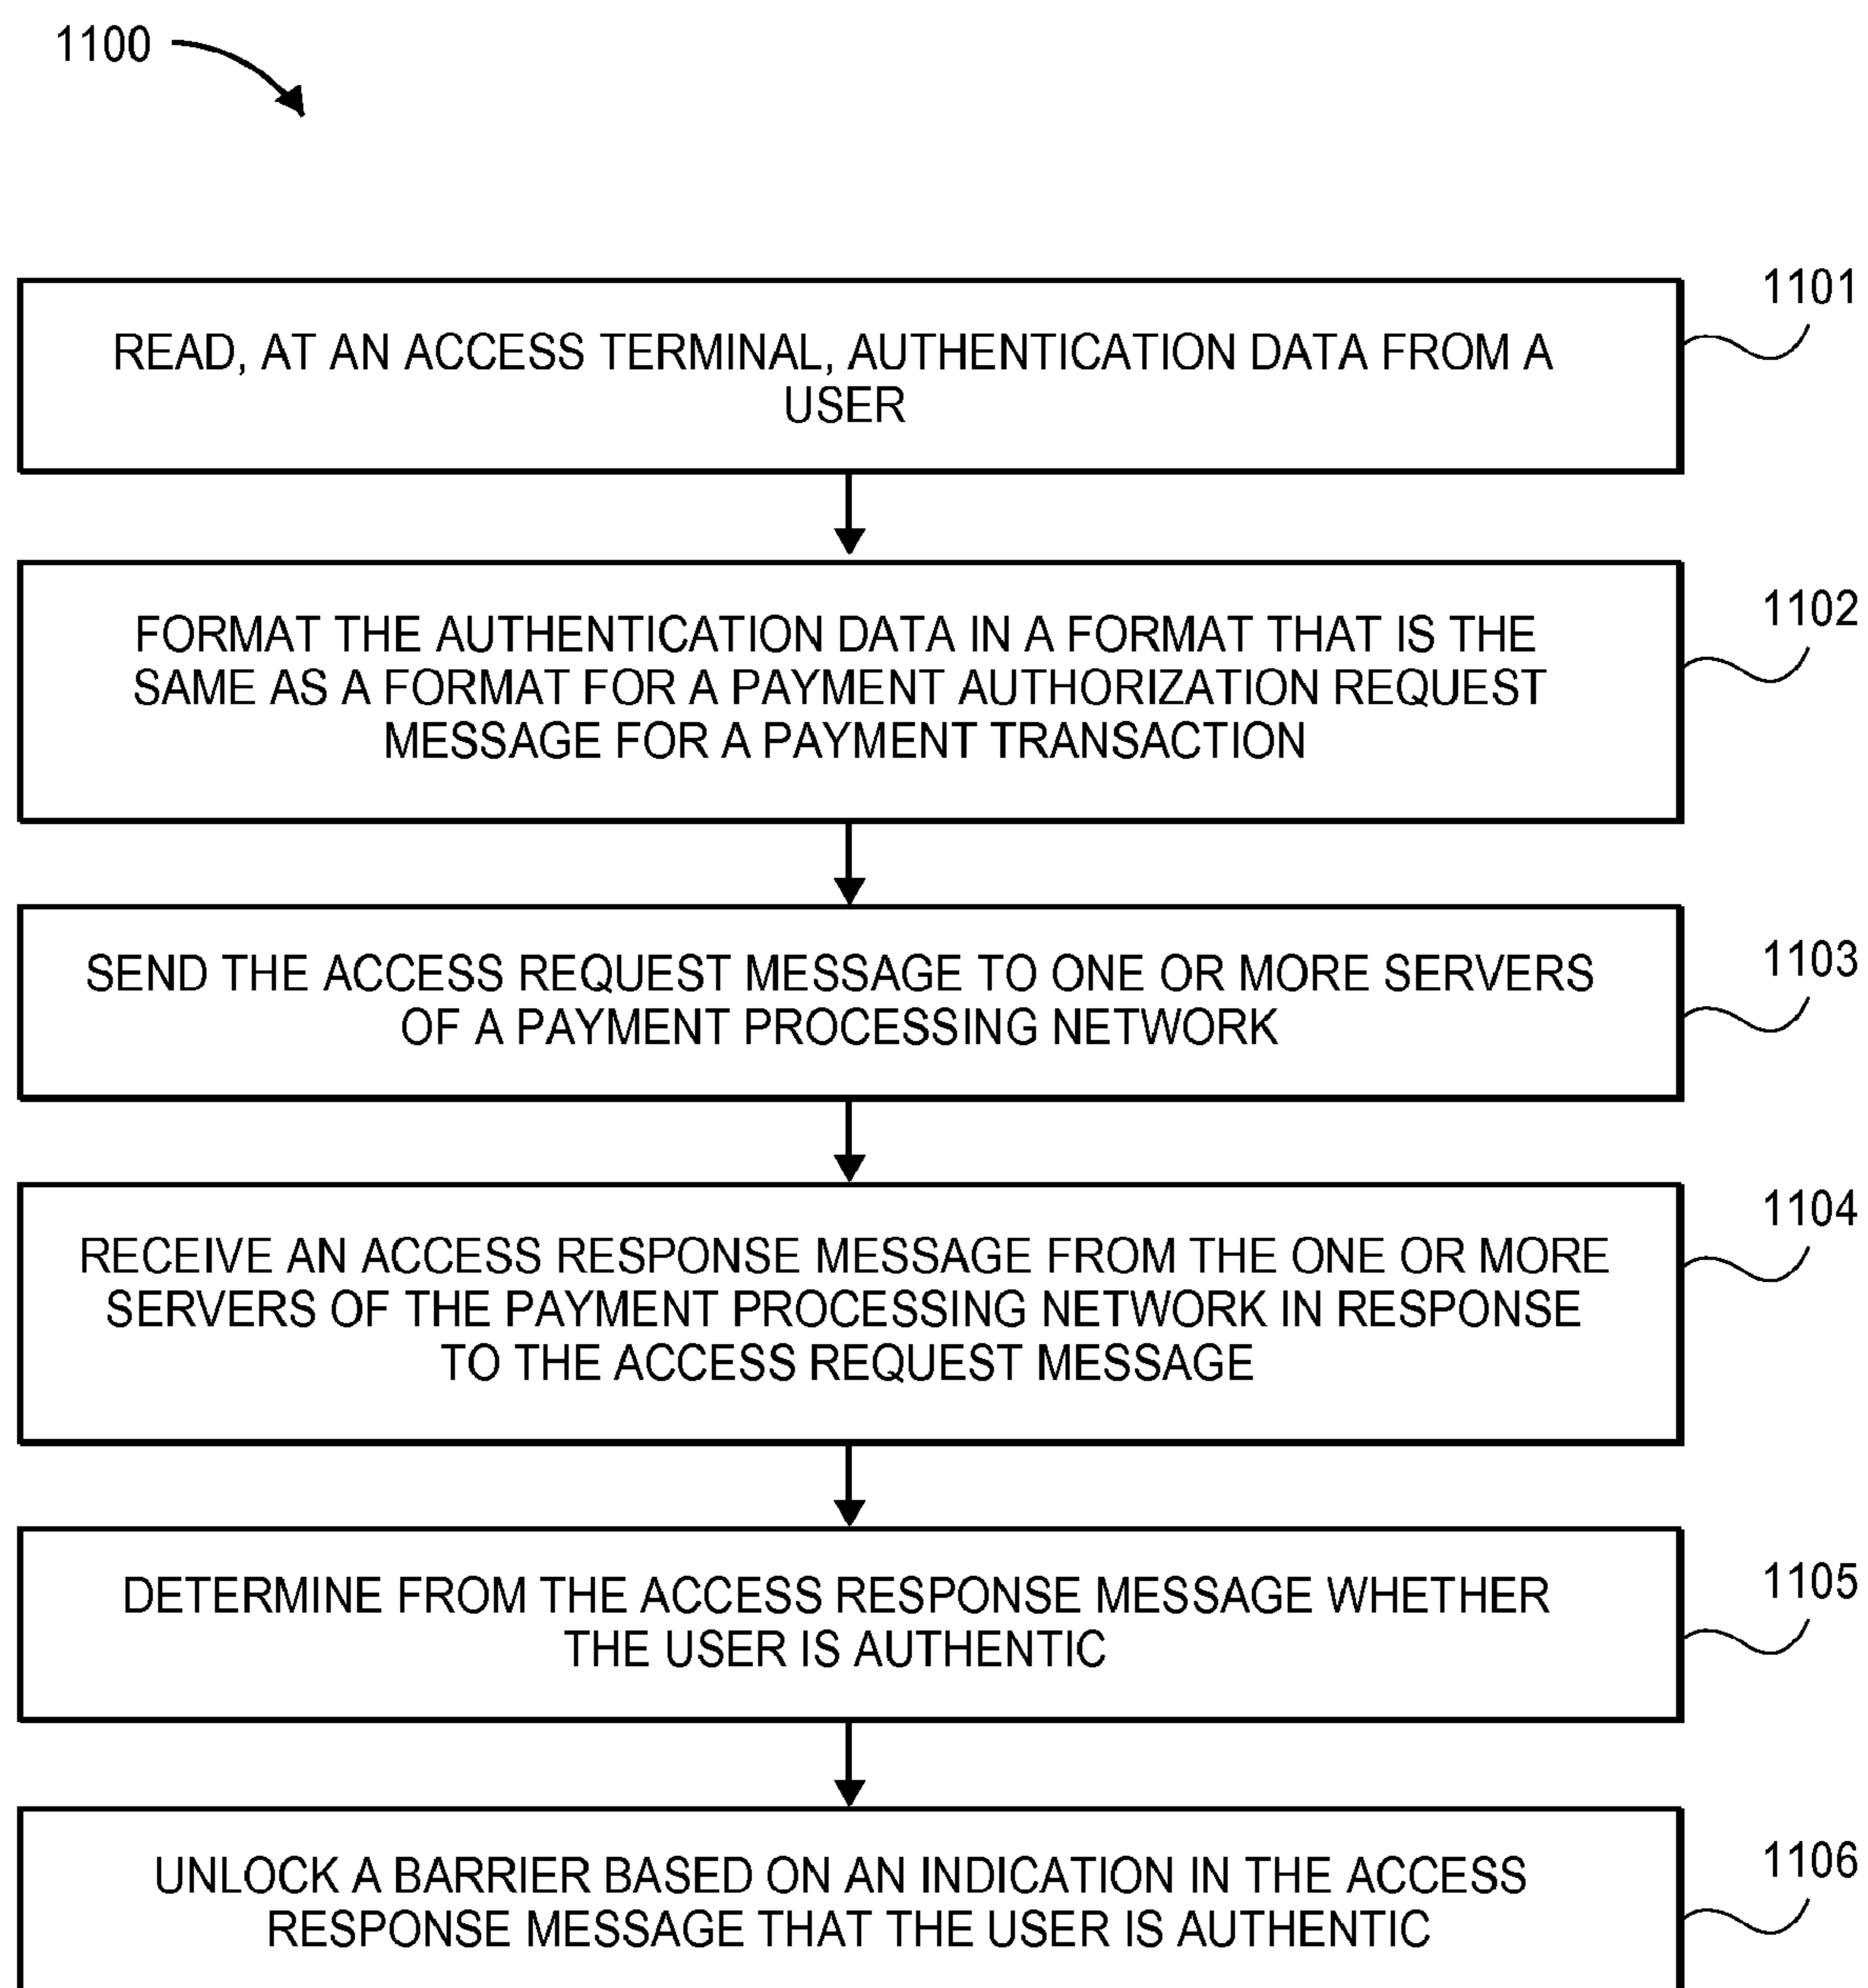 1100
1101
READ, AT AN ACCESS TERMINAL, AUTHENTICATION DATA FROM A
USER
1102
FORMAT THE AUTHENTICATION DATA IN A FORMAT THAT IS THE
SAME AS A FORMAT FOR A PAYMENT AUTHORIZATION REQUEST
MESSAGE FOR A PAYMENT TRANSACTION
1103
SEND THE ACCESS REQUEST MESSAGE TO ONE OR MORE SERVERS
OF A PAYMENT PROCESSING NETWORK
1104
RECEIVE AN ACCESS RESPONSE MESSAGE FROM THE ONE OR MORE
SERVERS OF THE PAYMENT PROCESSING NETWORK IN RESPONSE
TO THE ACCESS REQUEST MESSAGE
1105
DETERMINE FROM THE ACCESS RESPONSE MESSAGE WHETHER
THE USER IS AUTHENTIC
1106
UNLOCK A BARRIER BASED ON AN INDICATION IN THE ACCESS
RESPONSE MESSAGE THAT THE USER IS AUTHENTIC